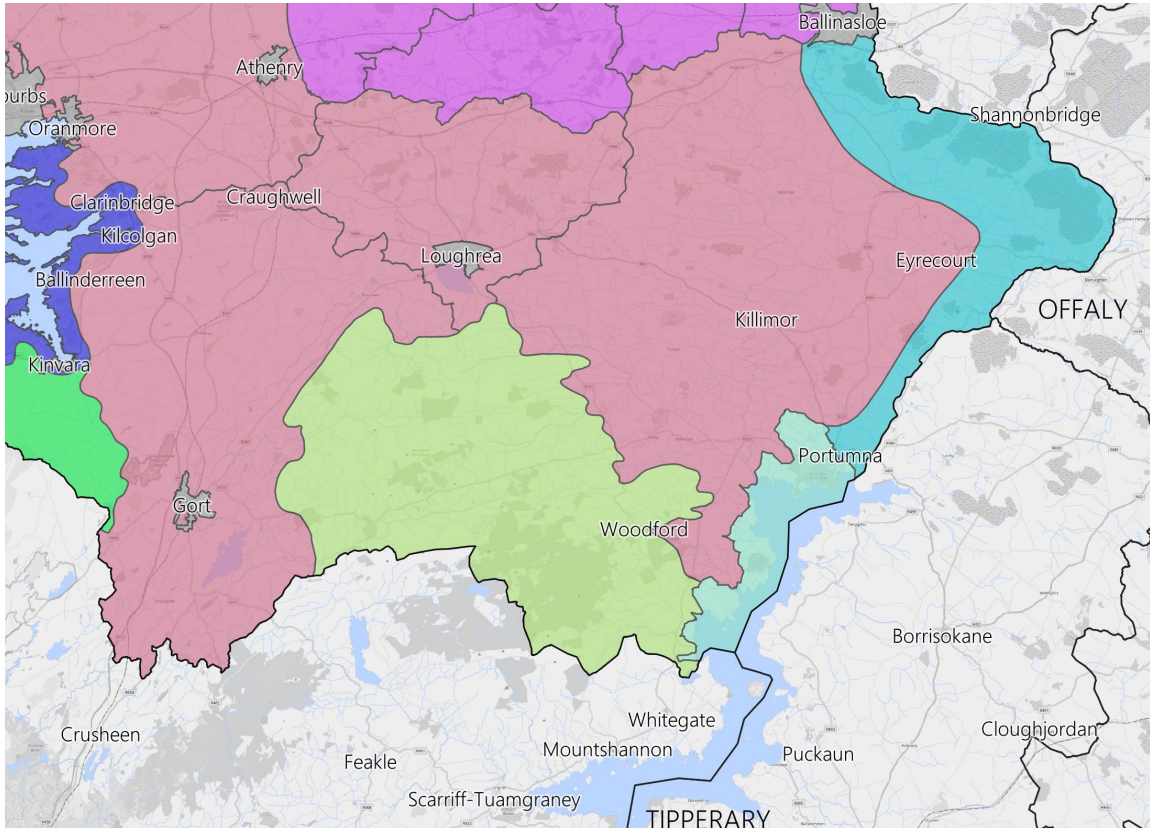 Ballinasloe
Athenry
ourbs
Shannonbridge
Oranmore
Craughwell
Clarinbridge
Kilcolgan
Loughrea
Eyrecourt
Ballinderreen
OFFALY
Killimor
Kinvara
Portumna
Gort
Woodford
Borrisokane
Whitegate
Crusheen
Cloughjordan
Mountshannon
Puckaun
Feakle
Scarriff-Tuamgraney
TIPPERARY